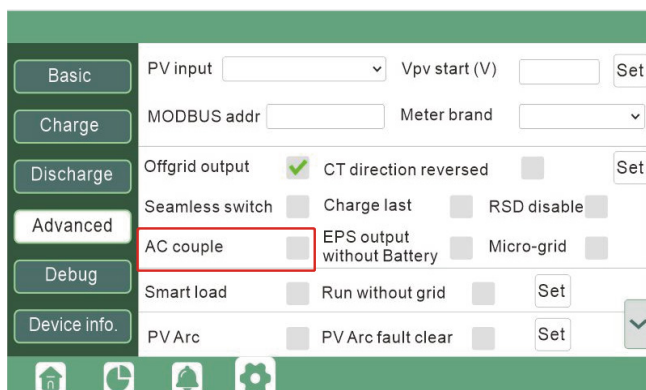 Basic
Charge
Discharge
Advanced
Debug
Device info.
PV input Vpv start (V) Set
MODBUS addr Meter brand
Offgrid output CT direction reversed Set
Seamless switch Charge last RSD disable
AC couple EPS output without Battery Micro-grid
Smart load Run without grid Set
PV Arc PV Arc fault clear Set